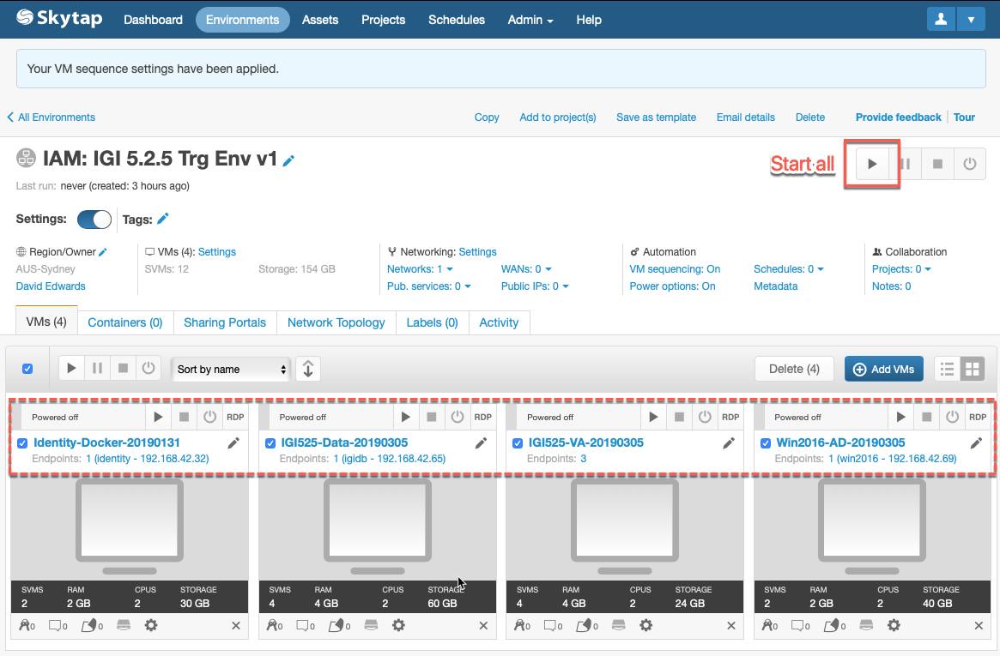 Skytap Dashboard Environments Assets Projects Schedules Admin Help
Your VM sequence settings have been applied.
All Environments Copy Add to project(s) Save as template Email details Delete Provide feedback Tour
IAM: IGI 5.2.5 Trg Env v1
Start all
Last run: never (created: 3 hours ago)
Settings: Tags:
Region/Owner VMs (4): Settings Networking: Settings Automation Collaboration
AUS-Sydney SVMs: 12 Storage: 154 GB Networks: 1 WANs: 0 VM sequencing: On Schedules: 0 Projects: 0
David Edwards Pub. services: 0 Public IPs: 0 Power options: On Metadata Notes: 0
VMs (4) Containers (0) Sharing Portals Network Topology Labels (0) Activity
Sort by name Delete (4) Add VMs
Powered off RDP Powered off RDP Powered off RDP Powered off RDP
Identity-Docker-20190131 IGI525-Data-20190305 IGI525-VA-20190305 Win2016-AD-20190305
Endpoints: 1 (identity - 192.168.42.32) Endpoints: 1 (igidb - 192.168.42.65) Endpoints: 3 Endpoints: 1 (win2016 - 192.168.42.69)
SVMS RAM CPUS STORAGE SVMS RAM CPUS STORAGE SVMS RAM CPUS STORAGE SVMS RAM CPUS STORAGE
2 2 GB 2 30 GB 4 4 GB 2 60 GB 4 4 GB 2 24 GB 2 2 GB 2 40 GB
0 0 0 0 0 0 0 0 0 0 0 0